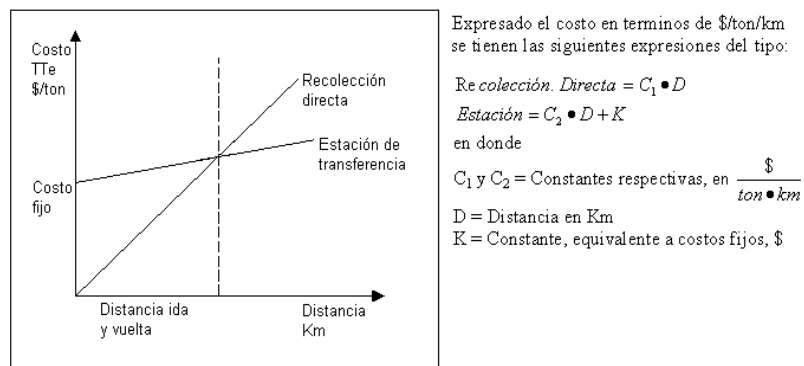 Costo
TTe
$/ton
Recolección
directa
Estación de
transferencia
Costo
fijo
Distancia ida
y vuelta
Distancia
Km
Expresado el costo en terminos de $/ton/km
se tienen las siguientes expresiones del tipo:
Re colección. Directa = C₁ • D
Estación = C₂ • D + K
en donde
C₁ y C₂ = Constantes respectivas, en $ / ton • km
D = Distancia en Km
K = Constante, equivalente a costos fijos, $